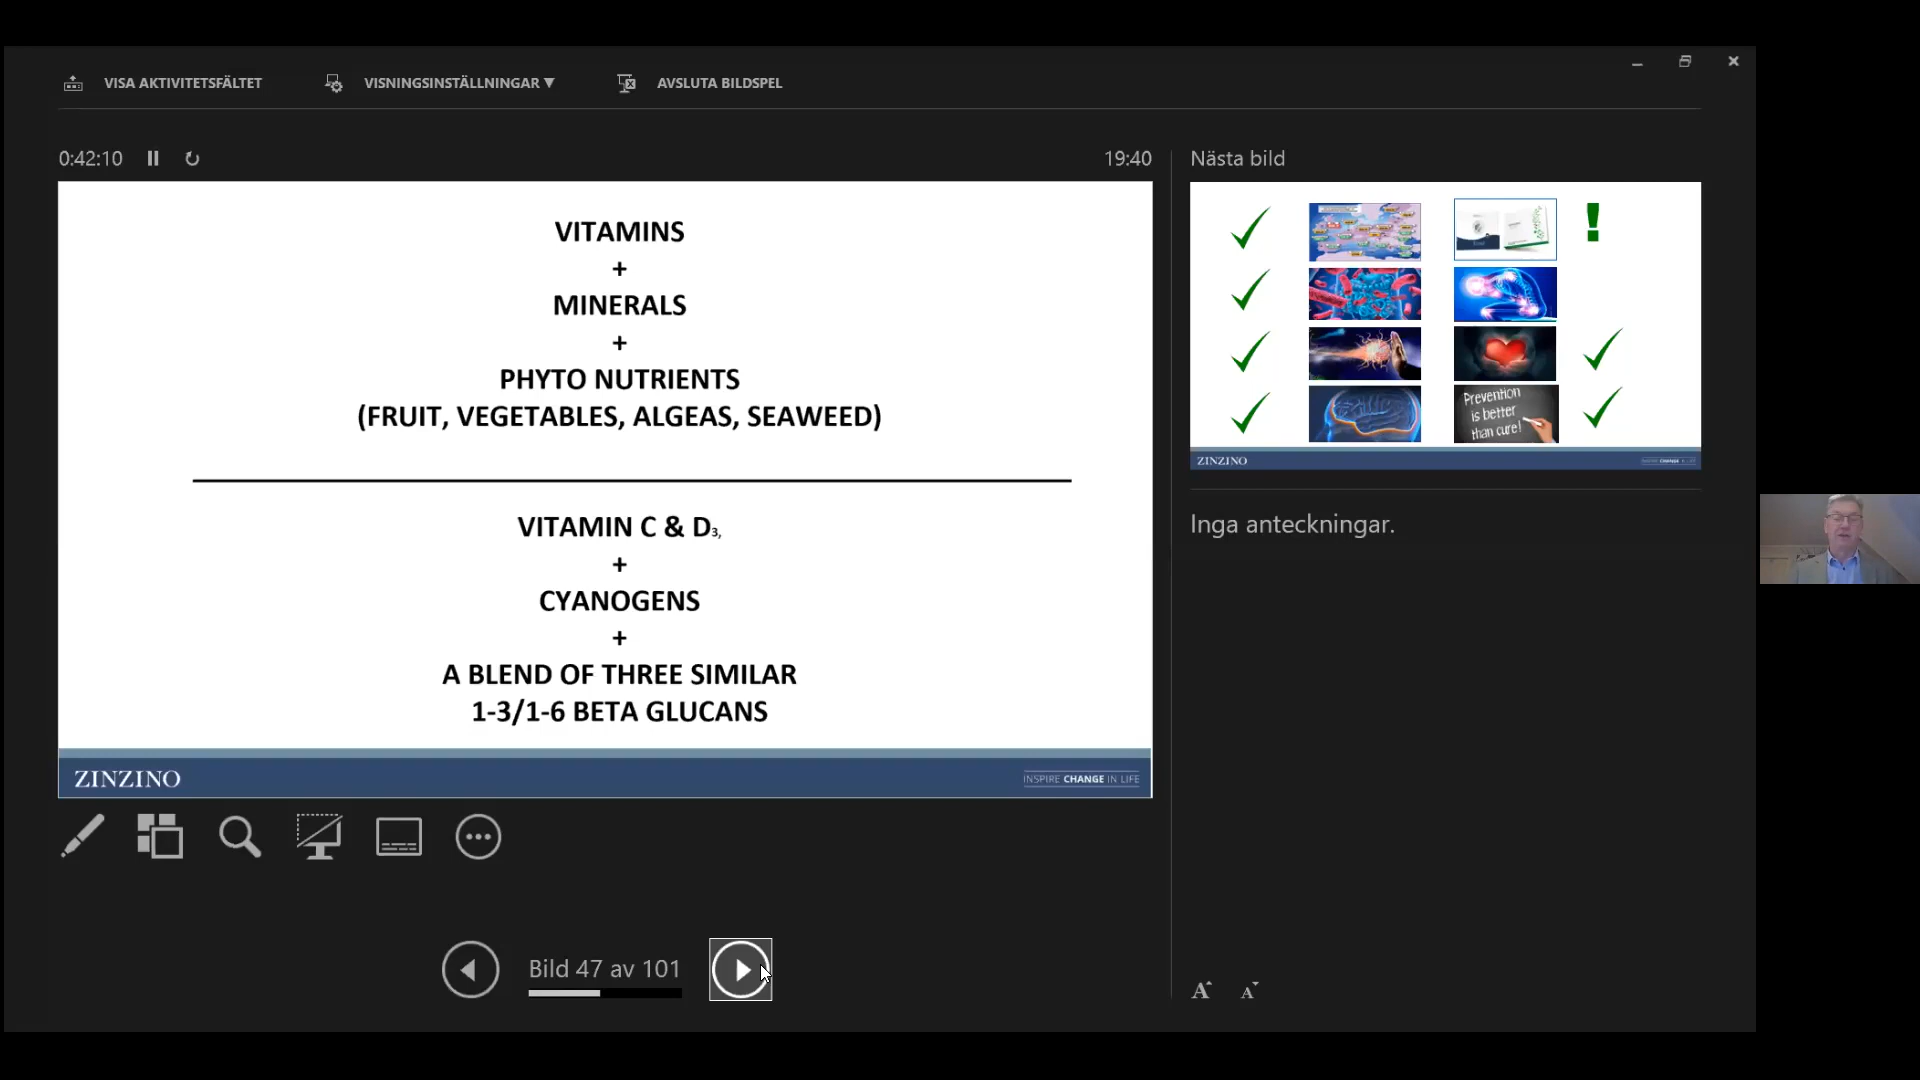 VISA AKTIVITETSFÄLTET
VISNINGSINSTÄLLNINGAR ▼
AVSLUTA BILDSPEL
0:42:10
19:40
Nästa bild
VITAMINS
+
MINERALS
+
PHYTO NUTRIENTS
(FRUIT, VEGETABLES, ALGEAS, SEAWEED)
VITAMIN C & D3,
+
CYANOGENS
+
A BLEND OF THREE SIMILAR
1-3/1-6 BETA GLUCANS
ZINZINO
INSPIRE CHANGE IN LIFE
!
Prevention
is better
than cure!
ZINZINO
Inga anteckningar.
Bild 47 av 101
A
A